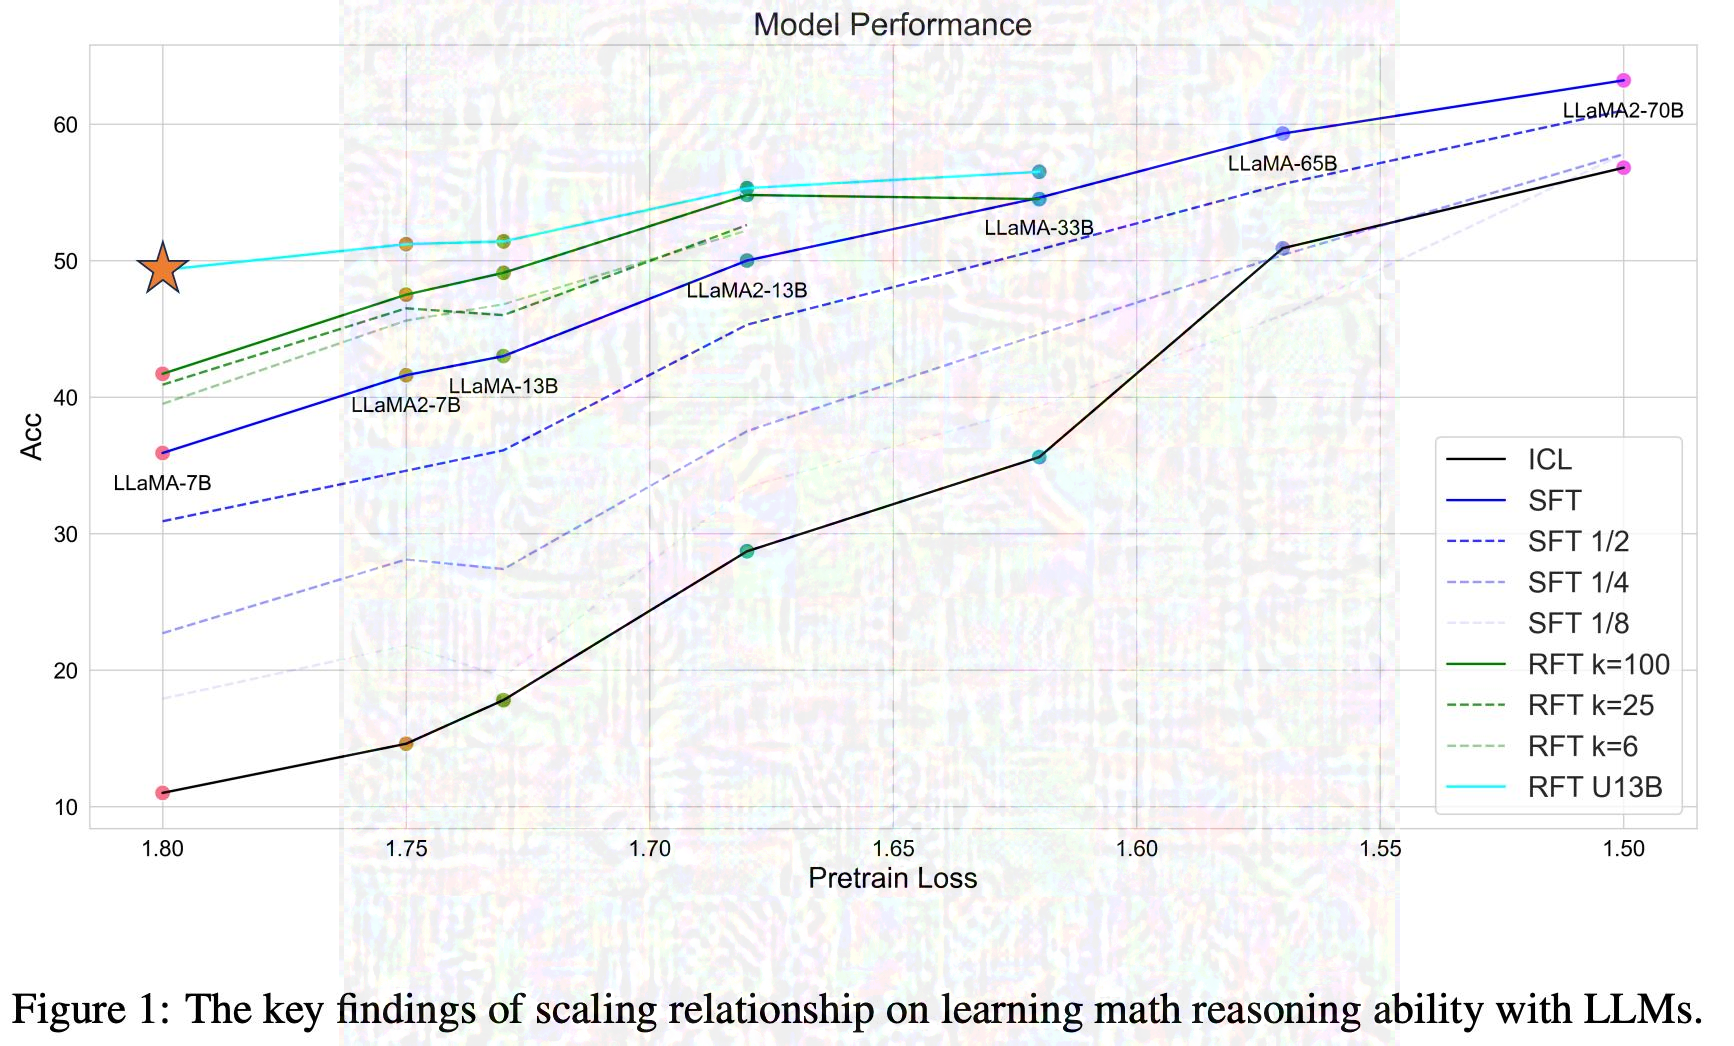 Model Performance
60
50
40
30
20
10
Acc
LLaMA-7B
LLaMA2-7B
LLaMA-13B
LLaMA2-13B
LLaMA-33B
LLaMA-65B
LLaMA2-70B
ICL
SFT
SFT 1/2
SFT 1/4
SFT 1/8
RFT k=100
RFT k=25
RFT k=6
RFT U13B
1.80 1.75 1.70 1.65 1.60 1.55 1.50
Pretrain Loss
Figure 1: The key findings of scaling relationship on learning math reasoning ability with LLMs.